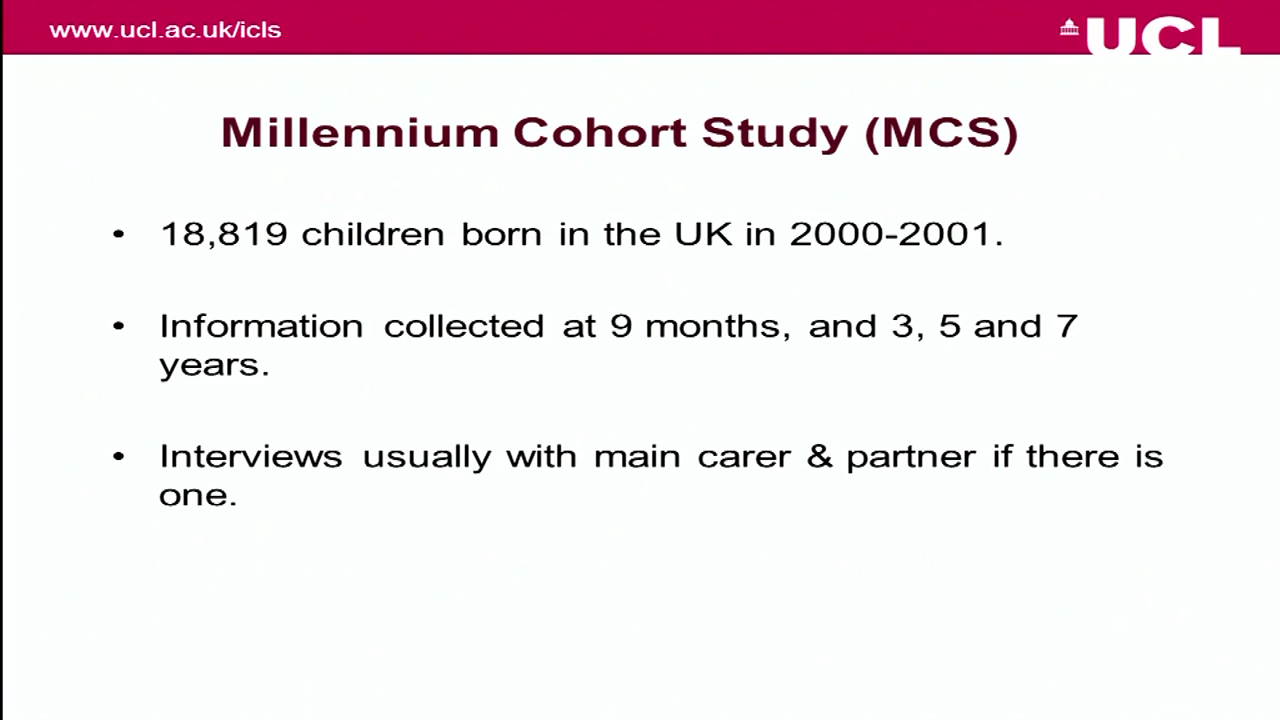 www.ucl.ac.uk/icls
UCL
Millennium Cohort Study (MCS)
• 18,819 children born in the UK in 2000-2001.
• Information collected at 9 months, and 3, 5 and 7
years.
• Interviews usually with main carer & partner if there is
one.